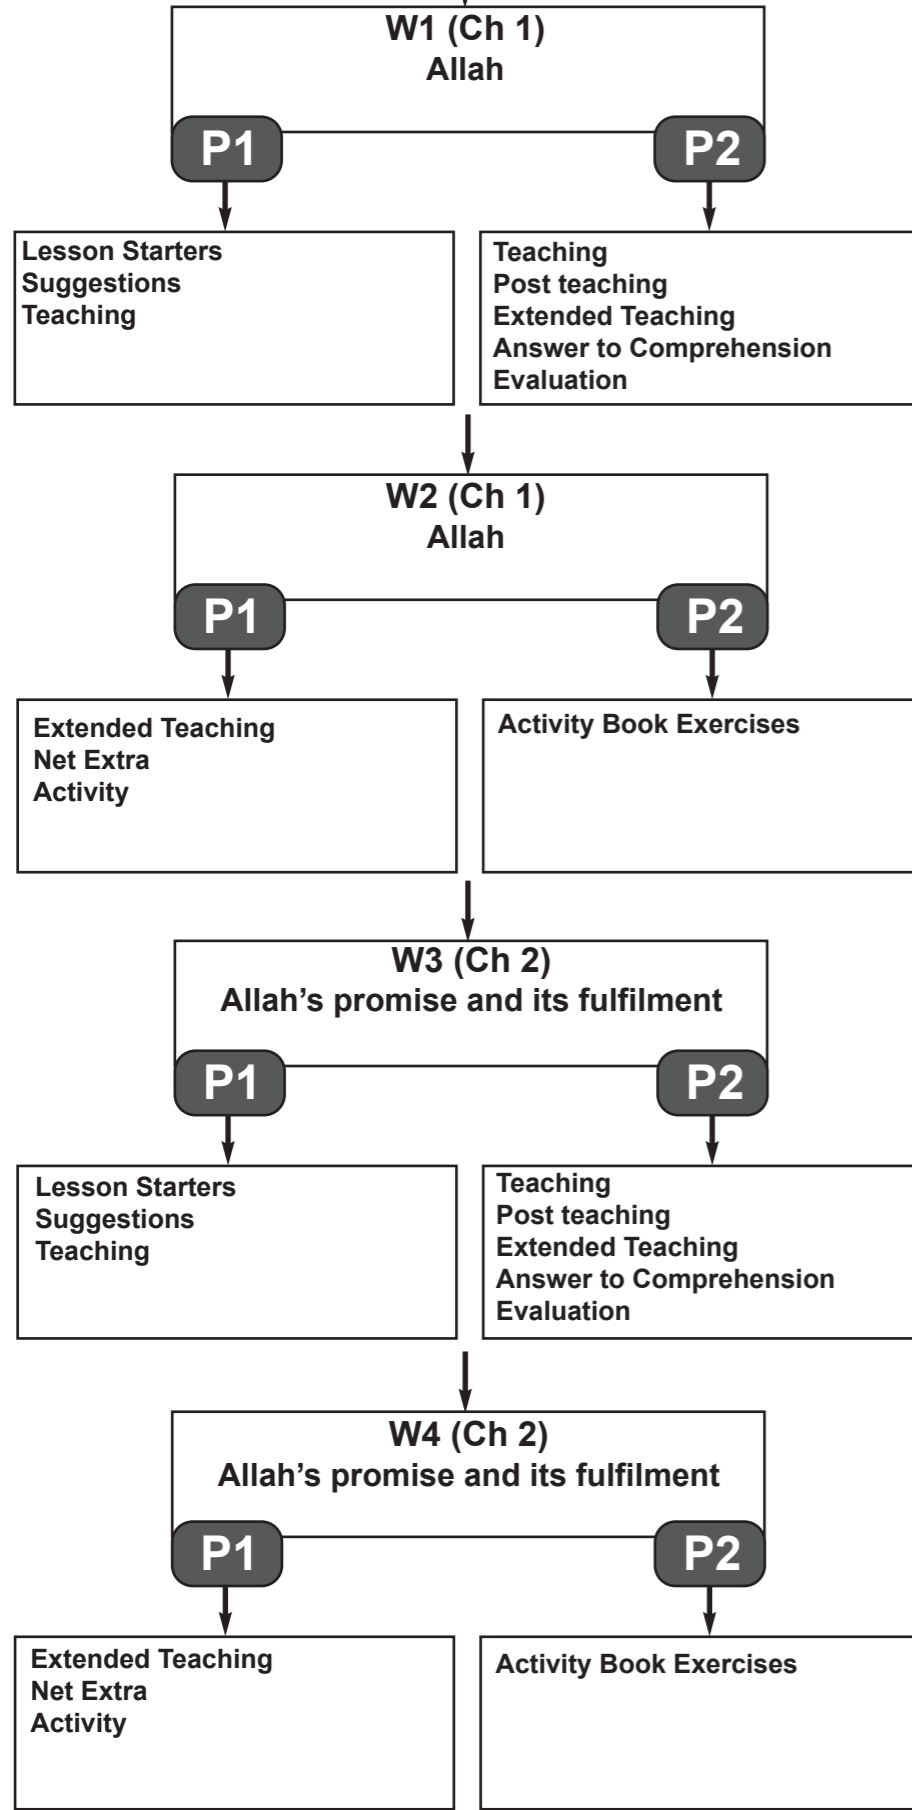 W1 (Ch 1)
Allah
P1
P2
Lesson Starters
Suggestions
Teaching
Teaching
Post teaching
Extended Teaching
Answer to Comprehension
Evaluation
W2 (Ch 1)
Allah
P1
P2
Extended Teaching
Net Extra
Activity
Activity Book Exercises
W3 (Ch 2)
Allah’s promise and its fulfilment
P1
P2
Lesson Starters
Suggestions
Teaching
Teaching
Post teaching
Extended Teaching
Answer to Comprehension
Evaluation
W4 (Ch 2)
Allah’s promise and its fulfilment
P1
P2
Extended Teaching
Net Extra
Activity
Activity Book Exercises